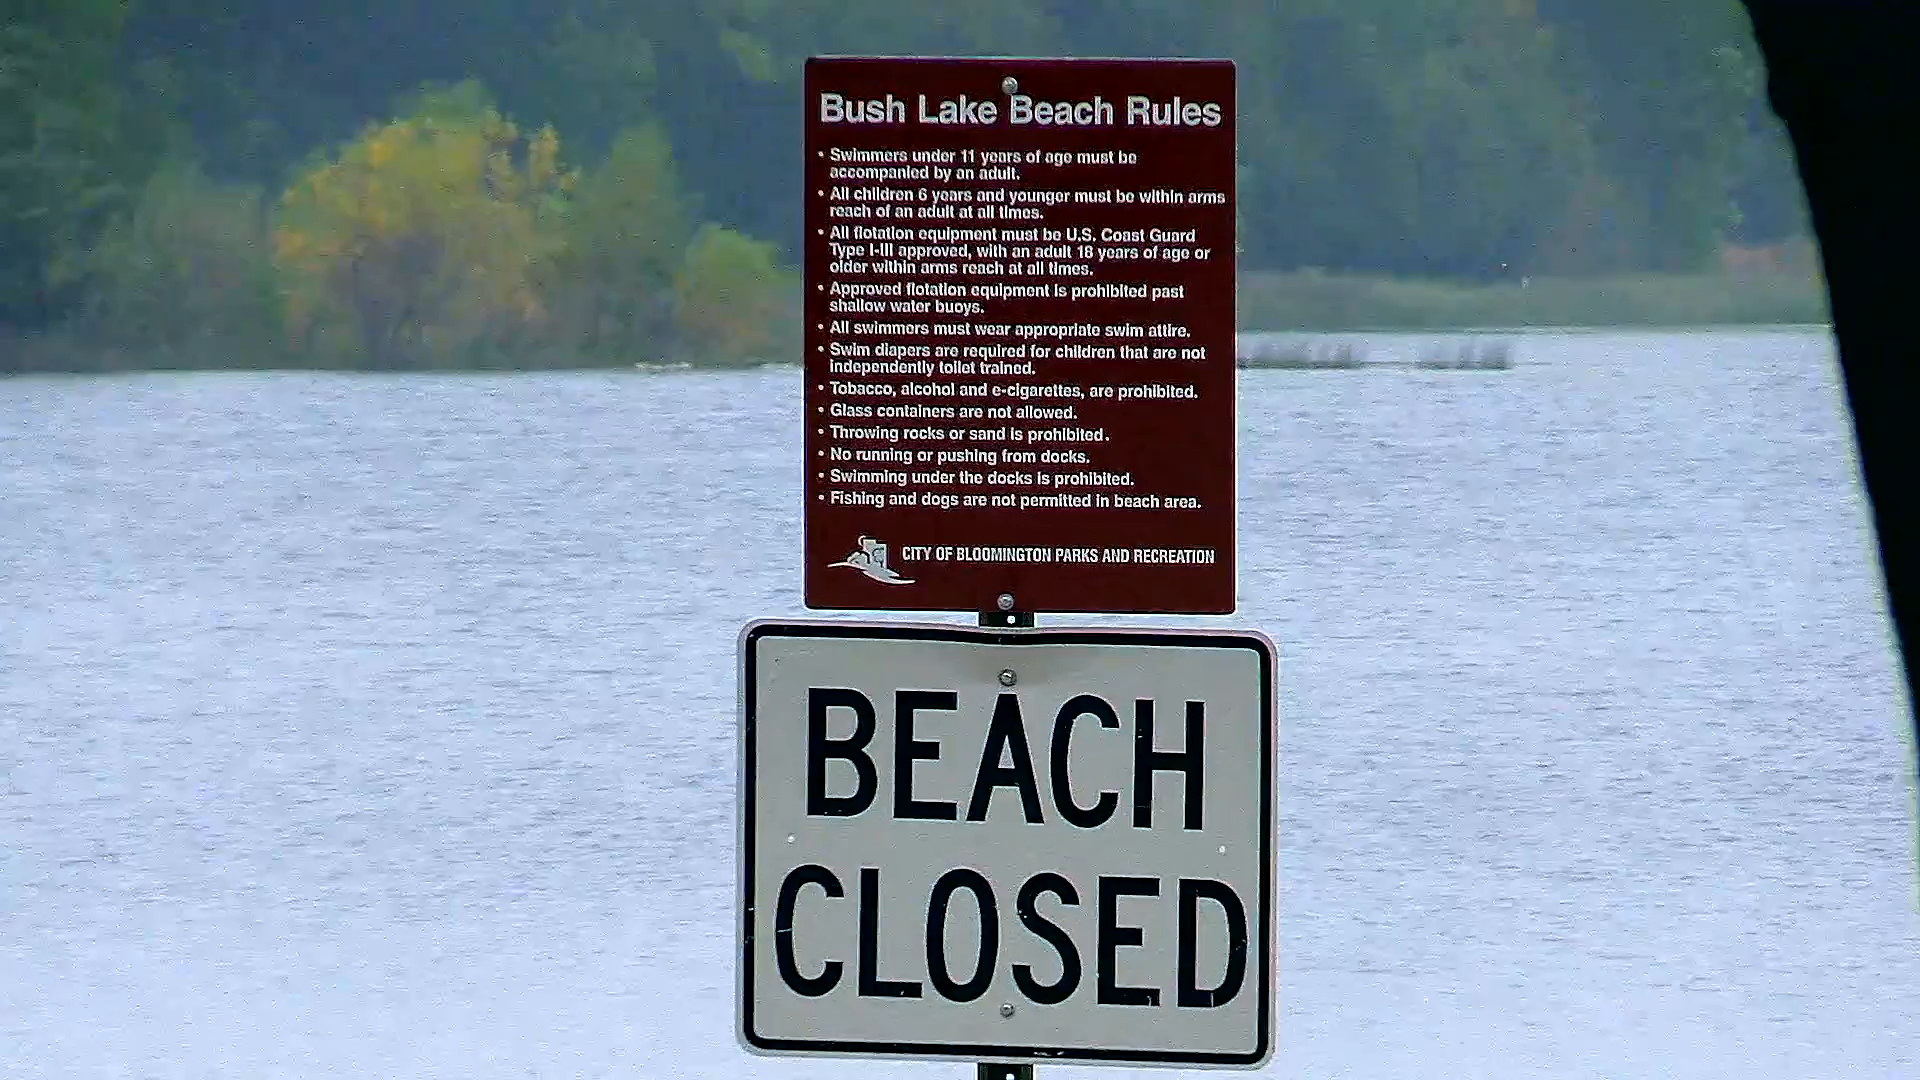 Bush Lake Beach Rules
• Swimmers under 11 years of age must be
accompanied by an adult.
• All children 6 years and younger must be within arms
reach of an adult at all times.
• All flotation equipment must be U.S. Coast Guard
Type I-III approved, with an adult 18 years of age or
older within arms reach at all times.
• Approved flotation equipment is prohibited past
shallow water buoys.
• All swimmers must wear appropriate swim attire.
• Swim diapers are required for children that are not
independently toilet trained.
• Tobacco, alcohol and e-cigarettes, are prohibited.
• Glass containers are not allowed.
• Throwing rocks or sand is prohibited.
• No running or pushing from docks.
• Swimming under the docks is prohibited.
• Fishing and dogs are not permitted in beach area.
CITY OF BLOOMINGTON PARKS AND RECREATION
BEACH
CLOSED